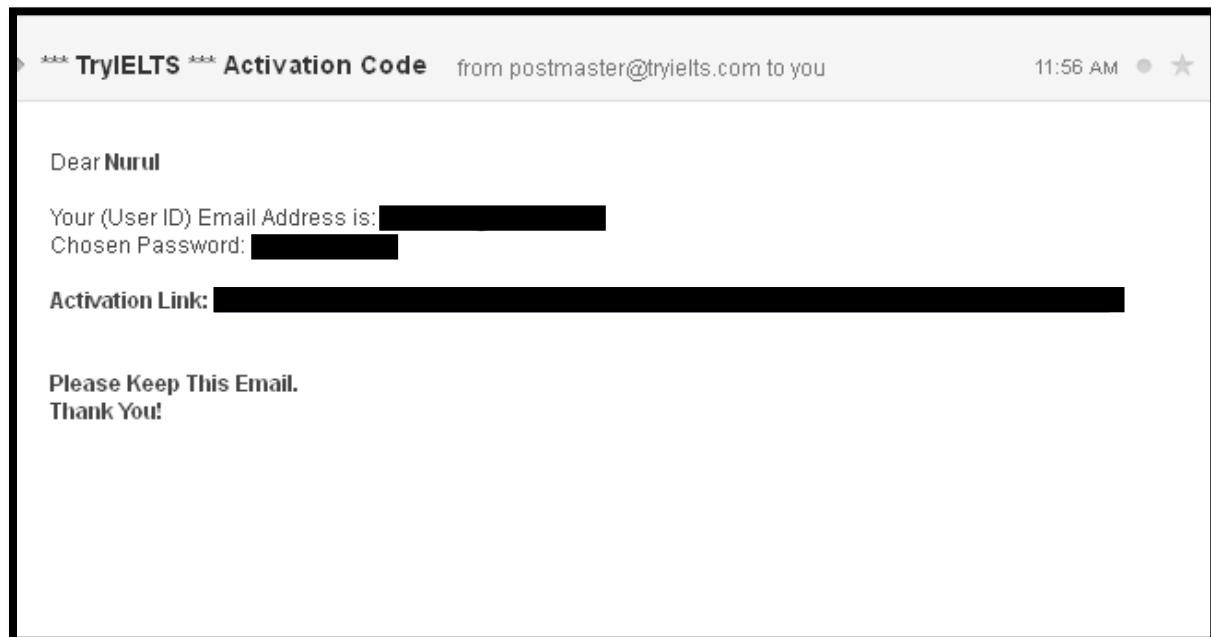 *** TryIELTS *** Activation Code from postmaster@tryielts.com to you 11:56 AM
Dear Nurul
Your (User ID) Email Address is:
Chosen Password:
Activation Link:
Please Keep This Email.
Thank You!